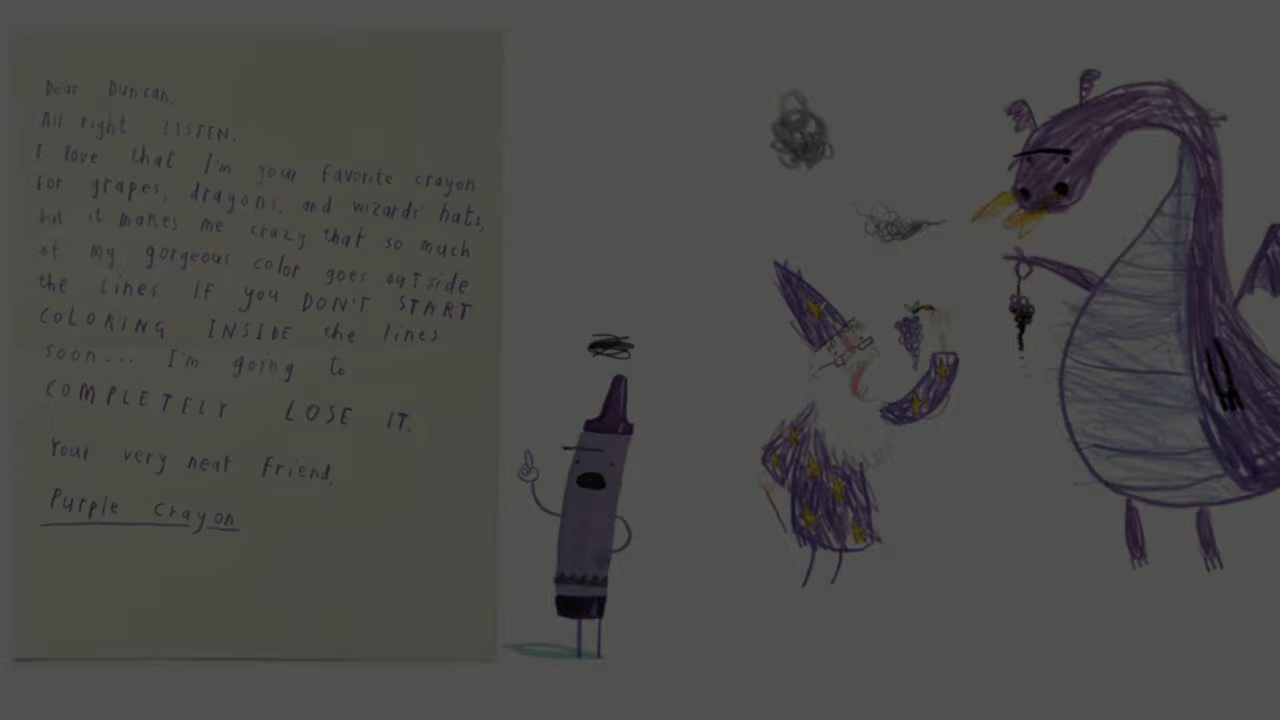 Dear Duncan,
All right LISTEN.
I love that I'm your favorite crayon
for grapes, dragons, and wizards' hats,
but it makes me crazy that so much
of my gorgeous color goes outside
the lines. If you DON'T START
COLORING INSIDE the lines
soon... I'm going to
COMPLETELY LOSE IT.
Your very neat friend,
Purple Crayon